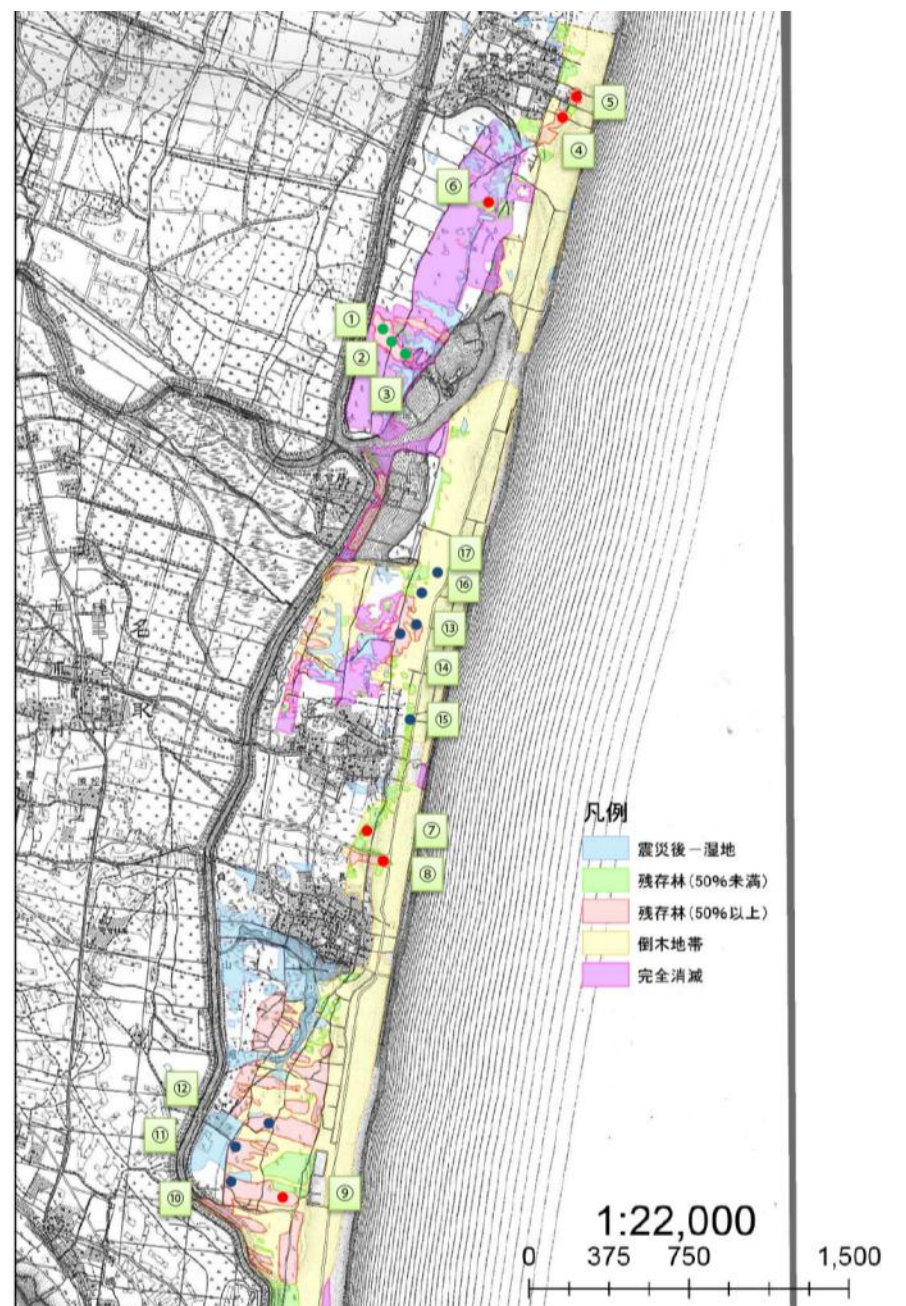 ⑤
④
⑥
①
②
③
⑰
⑯
⑬
⑭
⑮
⑦
⑧
名
取
凡例
震災後－湿地
残存林(50%未満)
残存林(50%以上)
倒木地帯
完全消滅
⑫
⑪
⑩
⑨
1:22,000
0 375 750 1,500